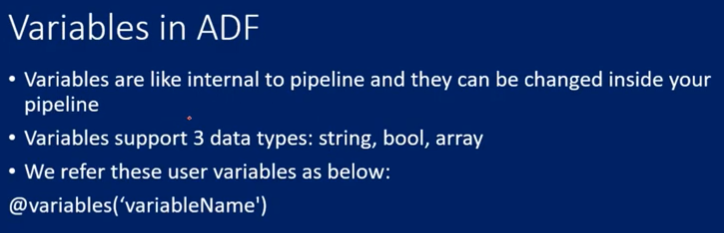 Variables in ADF
• Variables are like internal to pipeline and they can be changed inside your
pipeline
• Variables support 3 data types: string, bool, array
• We refer these user variables as below:
@variables(‘variableName')